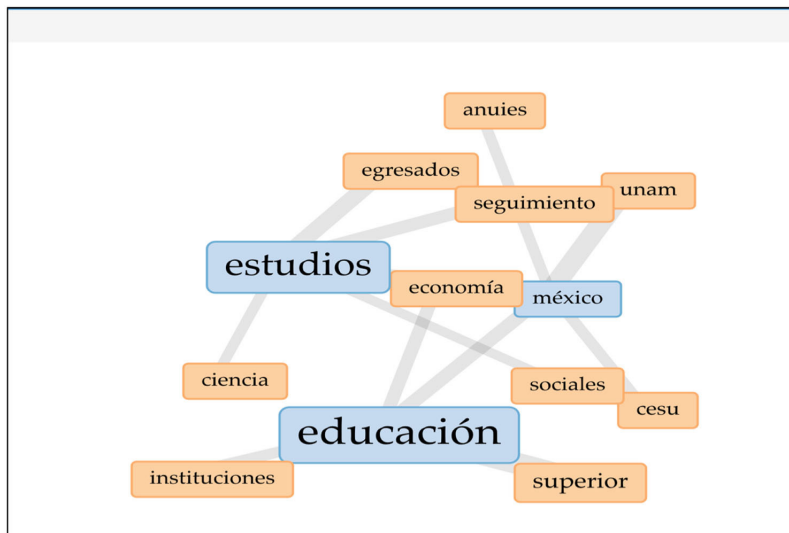 anuies
egresados
unam
seguimiento
estudios
economía
méxico
ciencia
sociales
cesu
educación
instituciones
superior